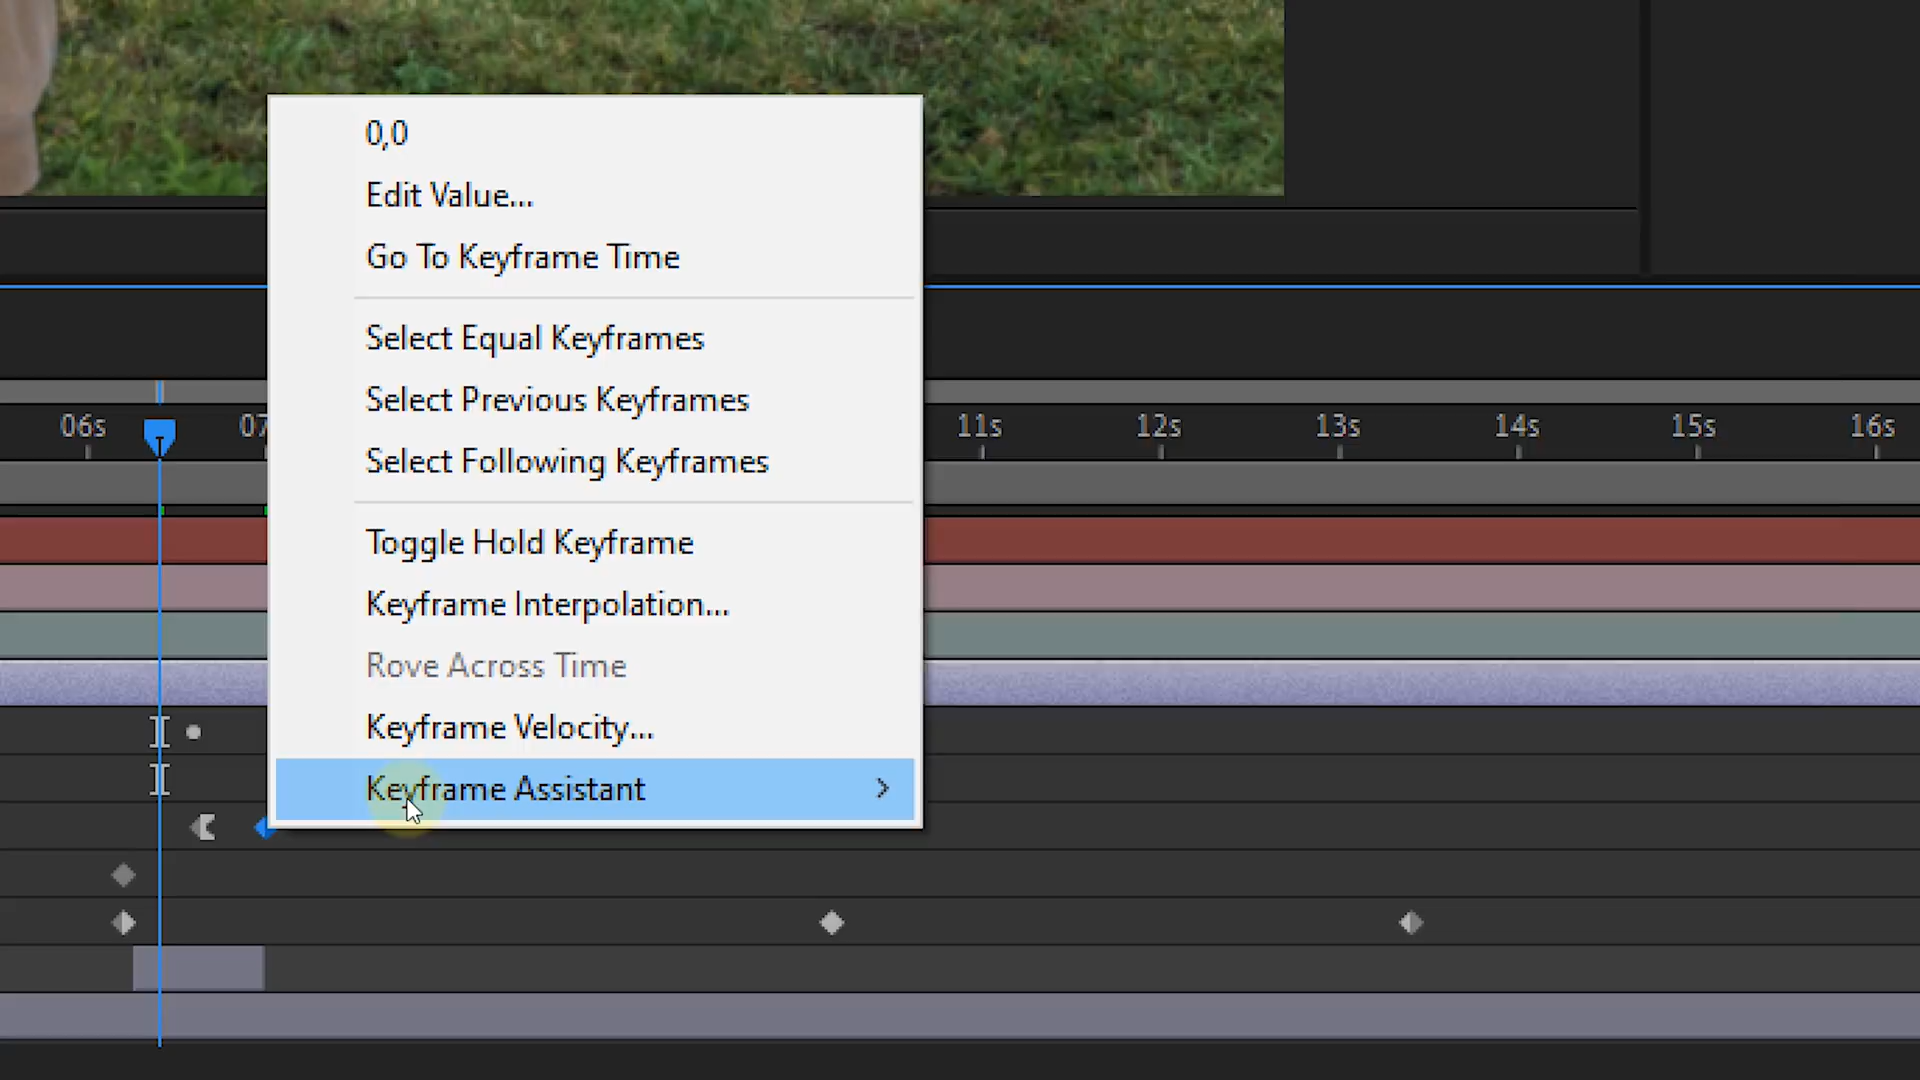 0,0
Edit Value...
Go To Keyframe Time
Select Equal Keyframes
Select Previous Keyframes
Select Following Keyframes
06s 07 11s 12s 13s 14s 15s 16s
Toggle Hold Keyframe
Keyframe Interpolation...
Rove Across Time
Keyframe Velocity...
Keyframe Assistant